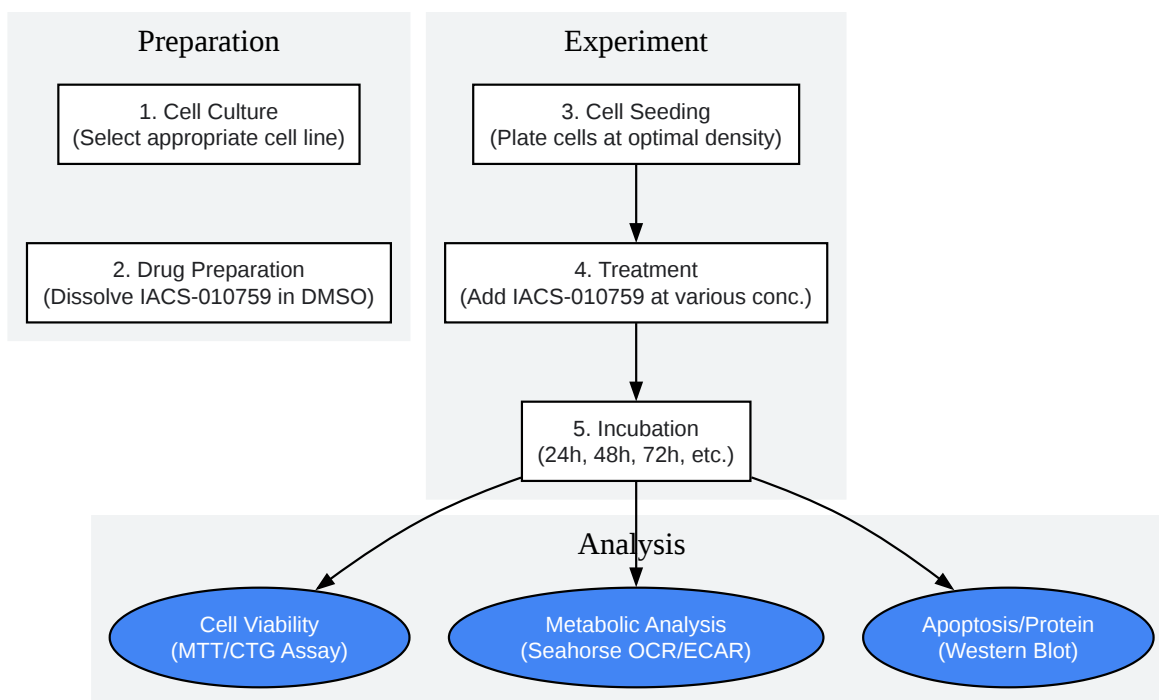 Preparation
1. Cell Culture
(Select appropriate cell line)
2. Drug Preparation
(Dissolve IACS-010759 in DMSO)
Experiment
3. Cell Seeding
(Plate cells at optimal density)
4. Treatment
(Add IACS-010759 at various conc.)
5. Incubation
(24h, 48h, 72h, etc.)
Analysis
Cell Viability
(MTT/CTG Assay)
Metabolic Analysis
(Seahorse OCR/ECAR)
Apoptosis/Protein
(Western Blot)